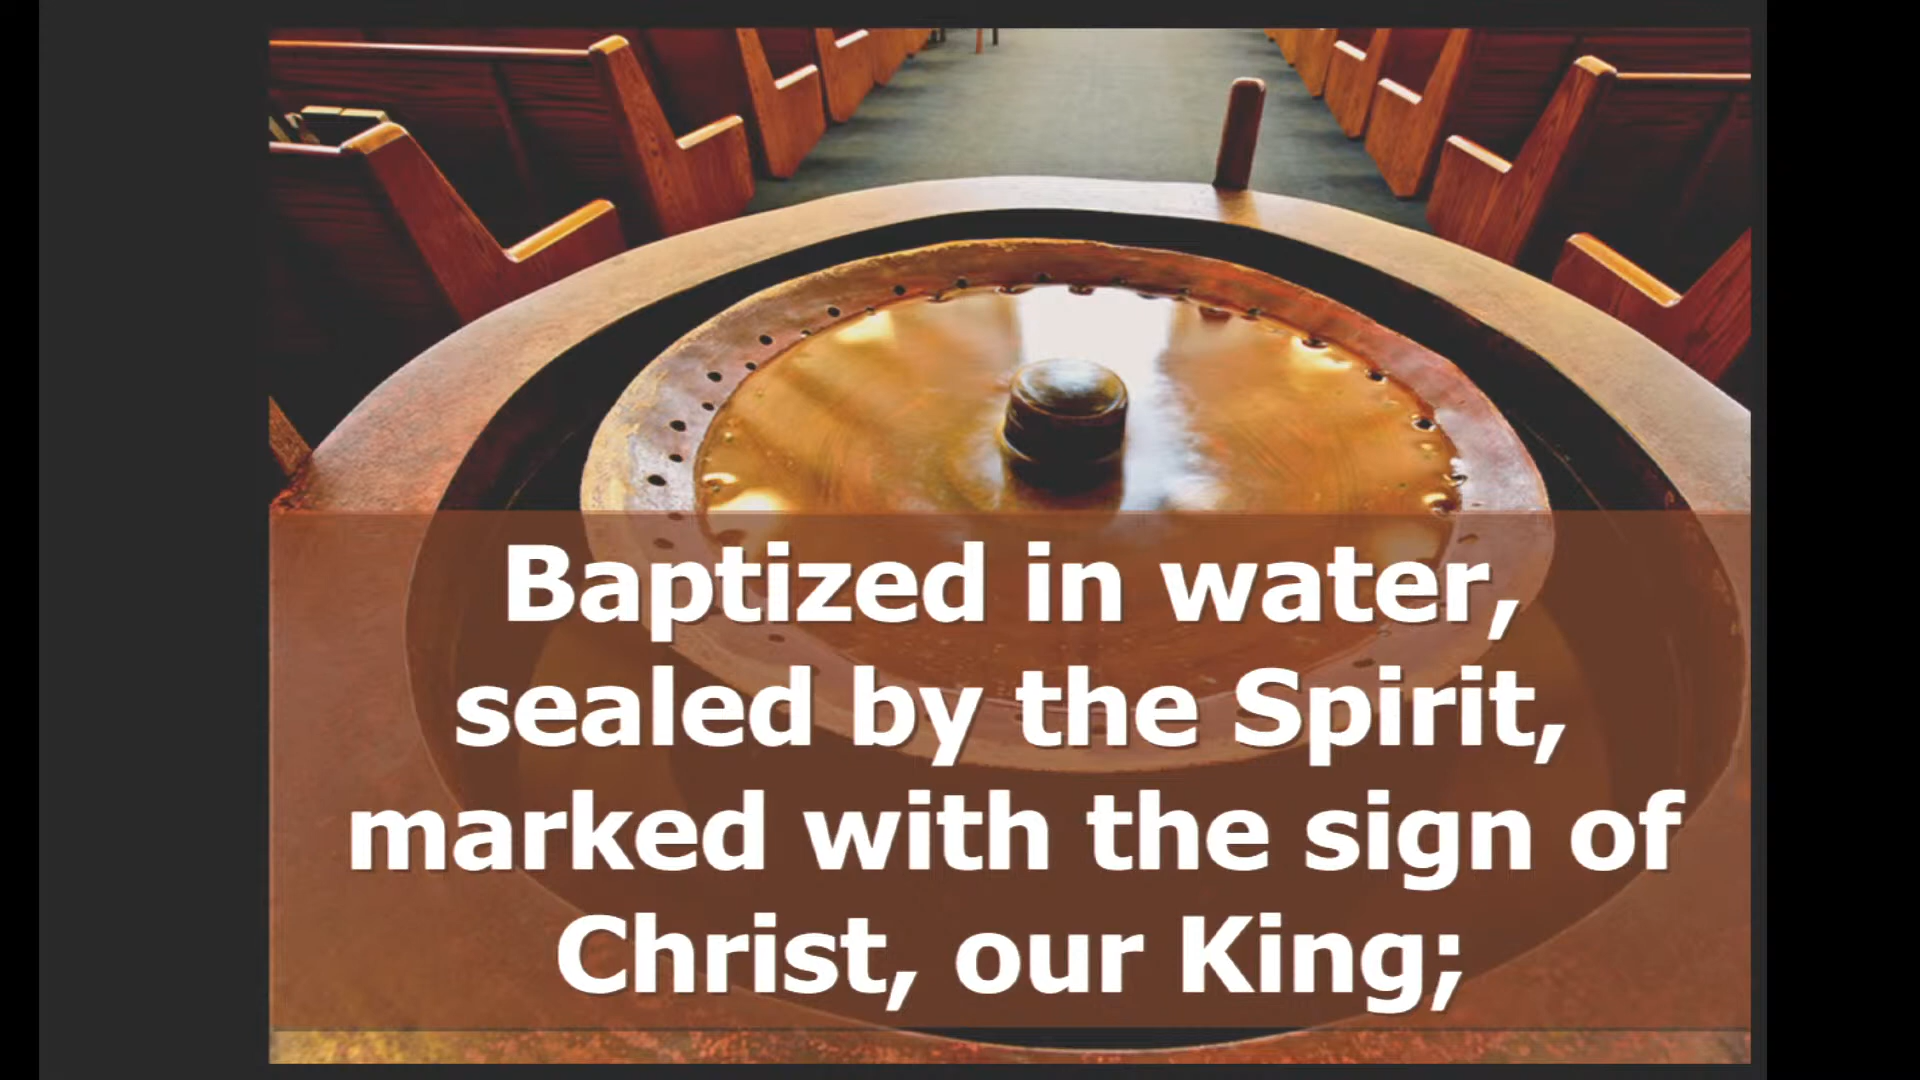 Baptized in water,
sealed by the Spirit,
marked with the sign of
Christ, our King;